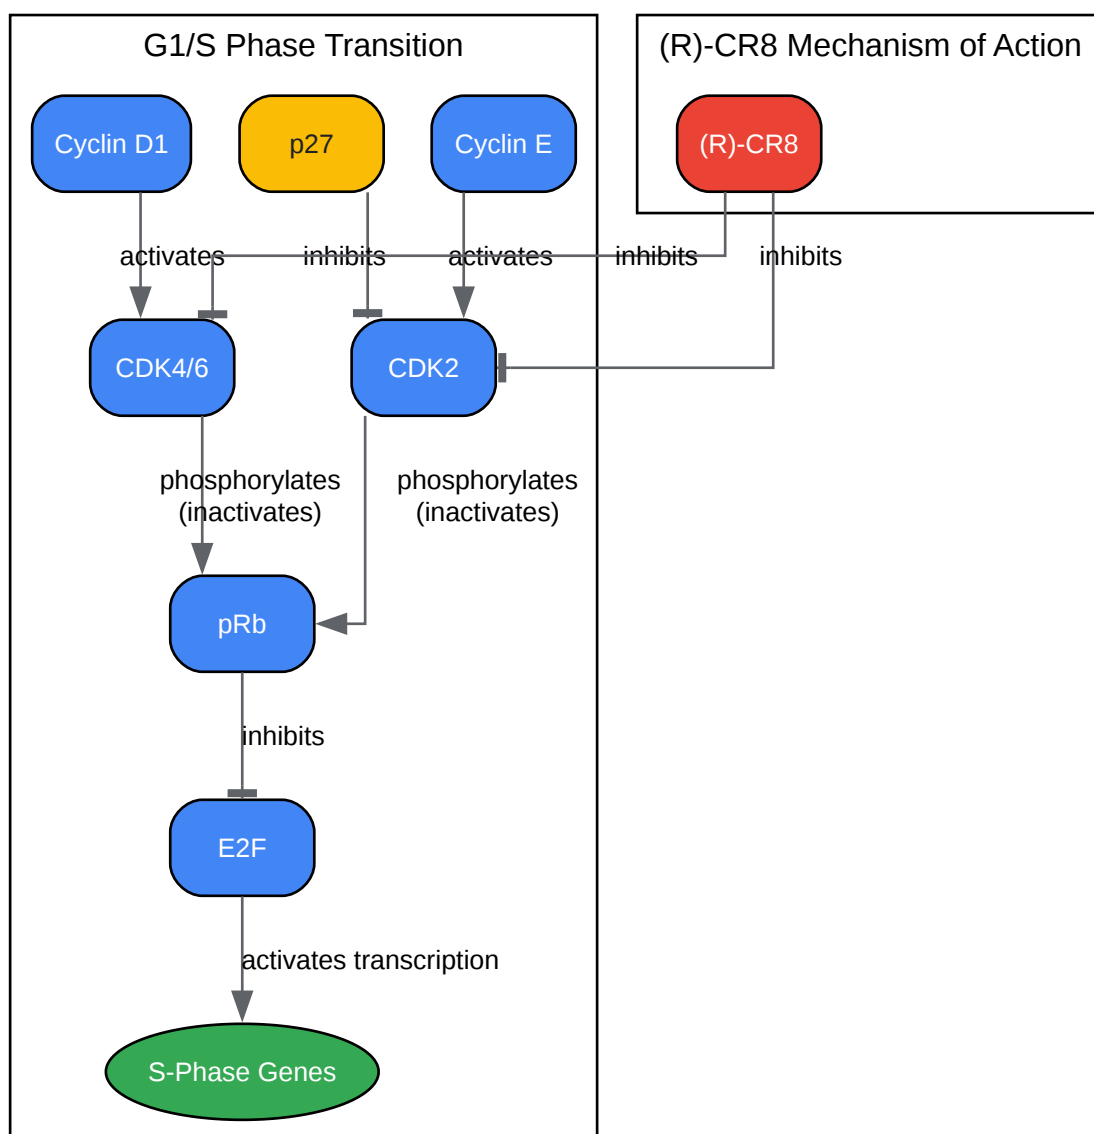 G1/S Phase Transition
(R)-CR8 Mechanism of Action
Cyclin D1
p27
Cyclin E
(R)-CR8
activates
inhibits
activates
inhibits
inhibits
CDK4/6
CDK2
phosphorylates
(inactivates)
phosphorylates
(inactivates)
pRb
inhibits
E2F
activates transcription
S-Phase Genes